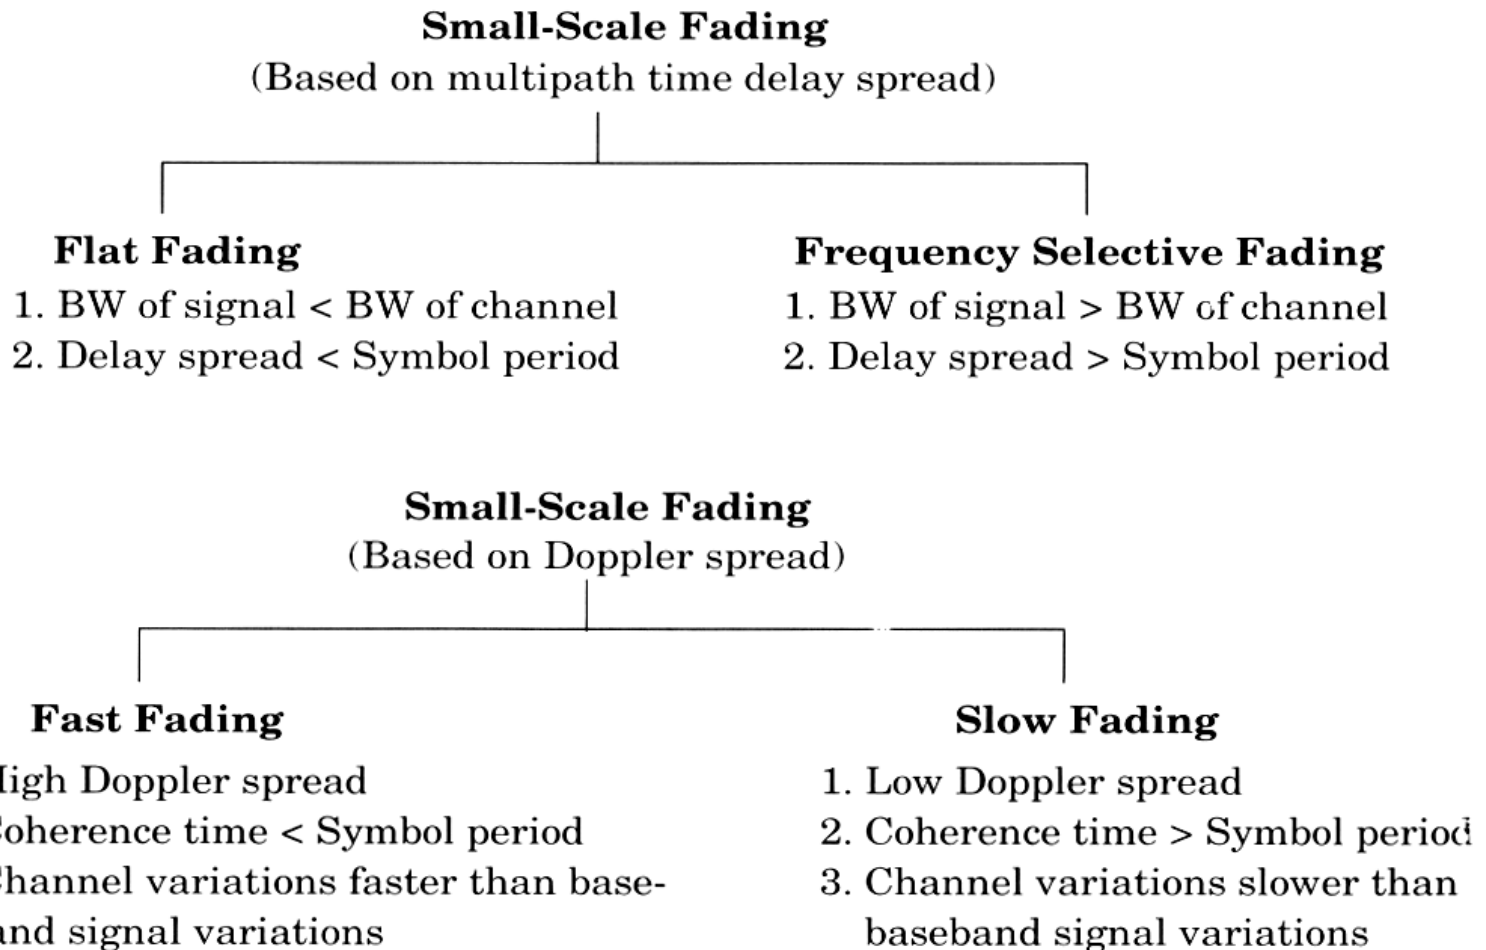 Small-Scale Fading
(Based on multipath time delay spread)
Flat Fading
1. BW of signal < BW of channel
2. Delay spread < Symbol period
Frequency Selective Fading
1. BW of signal > BW of channel
2. Delay spread > Symbol period
Small-Scale Fading
(Based on Doppler spread)
Fast Fading
High Doppler spread
Coherence time < Symbol period
Channel variations faster than base-
and signal variations
Slow Fading
1. Low Doppler spread
2. Coherence time > Symbol period
3. Channel variations slower than
baseband signal variations